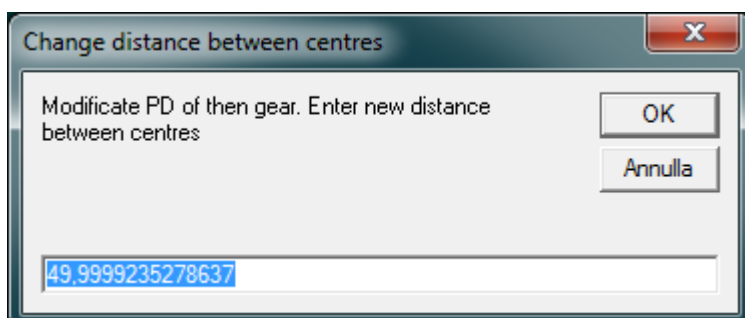 Change distance between centres
Modificate PD of then gear. Enter new distance
between centres
OK
Annulla
49,9999235278637